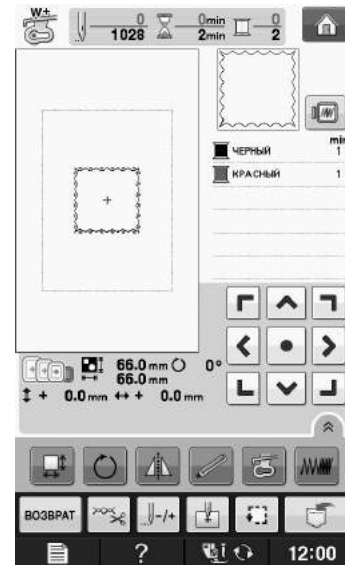 W+
0 0min 0
1028 2min 2
min
ЧЕРНЫЙ 1
КРАСНЫЙ 1
66.0 mm 0°
66.0 mm
+ 0.0 mm + 0.0 mm
ВОЗВРАТ -/+
? 12:00